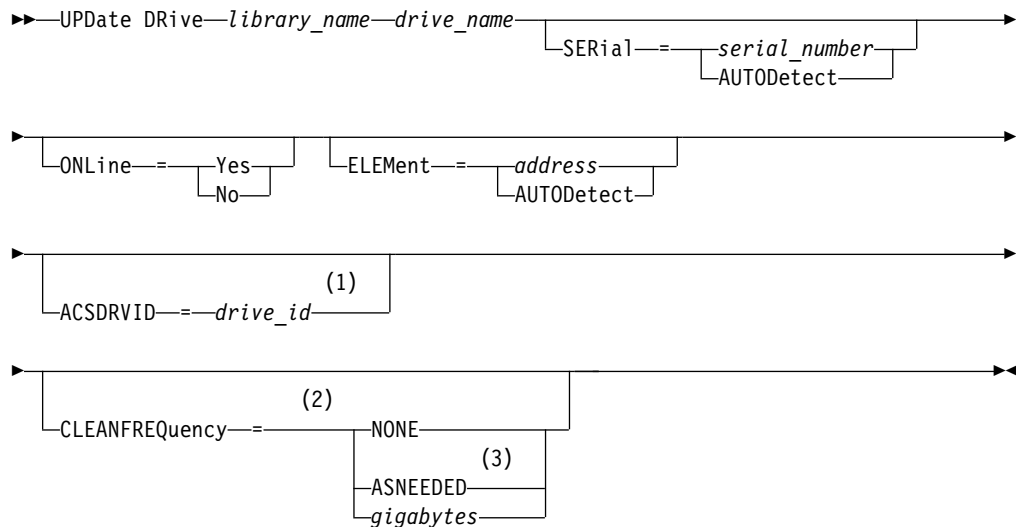 UPDate DRive library_name drive_name
SERial = serial_number
AUTODetect
ONLine = Yes
No
ELEMent = address
AUTODetect
(1)
ACSDRVID = drive_id
(2)
CLEANFREQuency = NONE
(3)
ASNEEDED
gigabytes